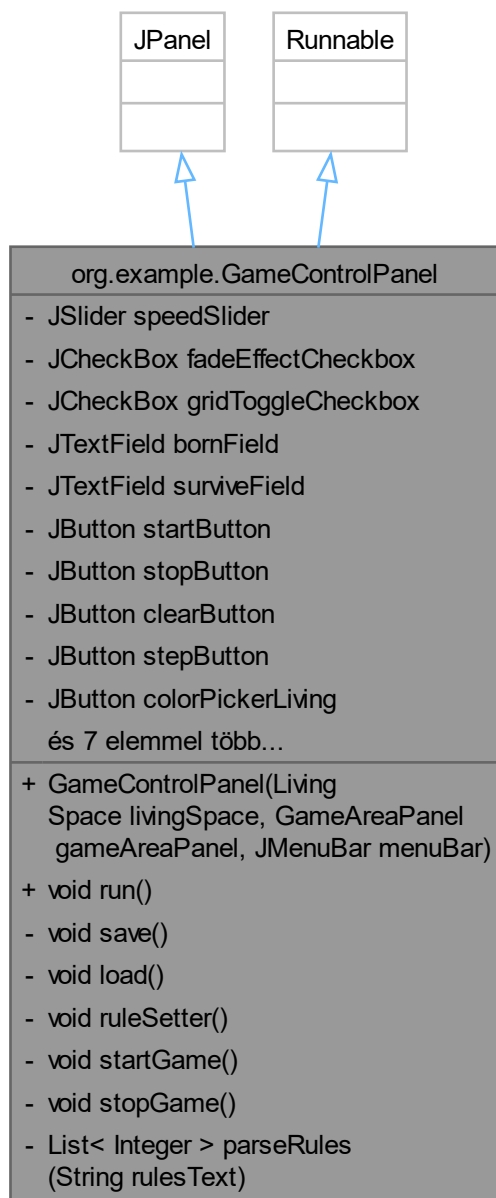 JPanel
Runnable
org.example.GameControlPanel
- JSlider speedSlider
- JCheckBox fadeEffectCheckbox
- JCheckBox gridToggleCheckbox
- JTextField bornField
- JTextField surviveField
- JButton startButton
- JButton stopButton
- JButton clearButton
- JButton stepButton
- JButton colorPickerLiving
és 7 elemmel több...
+ GameControlPanel(Living
Space livingSpace, GameAreaPanel
gameAreaPanel, JMenuBar menuBar)
+ void run()
- void save()
- void load()
- void ruleSetter()
- void startGame()
- void stopGame()
- List< Integer > parseRules
(String rulesText)